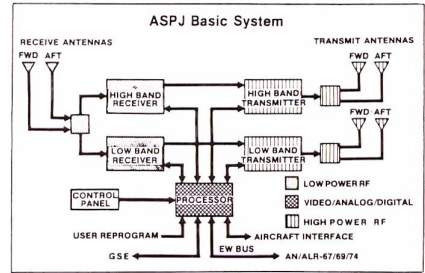 ASPJ Basic System
RECEIVE ANTENNAS
FWD AFT
TRANSMIT ANTENNAS
FWD AFT
HIGH BAND
RECEIVER
HIGH BAND
TRANSMITTER
FWD AFT
LOW BAND
RECEIVER
LOW BAND
TRANSMITTER
CONTROL
PANEL
PROCESSOR
LOW POWER RF
VIDEO/ANALOG/DIGITAL
HIGH POWER RF
USER REPROGRAM
AIRCRAFT INTERFACE
GSE
EW BUS
AN/ALR-67/69/74